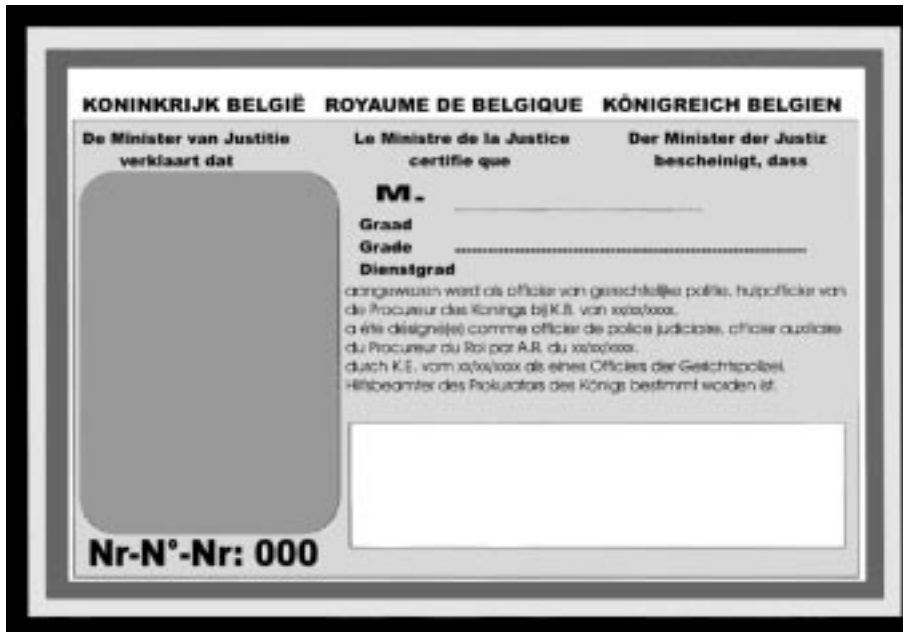 KONINKRIJK BELGIË ROYAUME DE BELGIQUE KÖNIGREICH BELGIEN
De Minister van Justitie Le Ministre de la Justice Der Minister der Justiz
verklaart dat certifie que bescheinigt, dass
M.
Graad
Grade
Dienstgrad
aangewezen werd als officier van gerechtelijke politie, hulpofficier van
de Procureur des Konings bij K.B. van xx/xx/xxxx.
a été désigné(e) comme officier de police judiciaire, officier auxiliaire
du Procureur du Roi par A.R. du xx/xx/xxxx.
durch K.E. vom xx/xx/xxxx als eines Officiers der Gerichtspolizei,
Hilfsbeamter des Prokurators des Königs bestimmt worden ist.
Nr-N°-Nr: 000